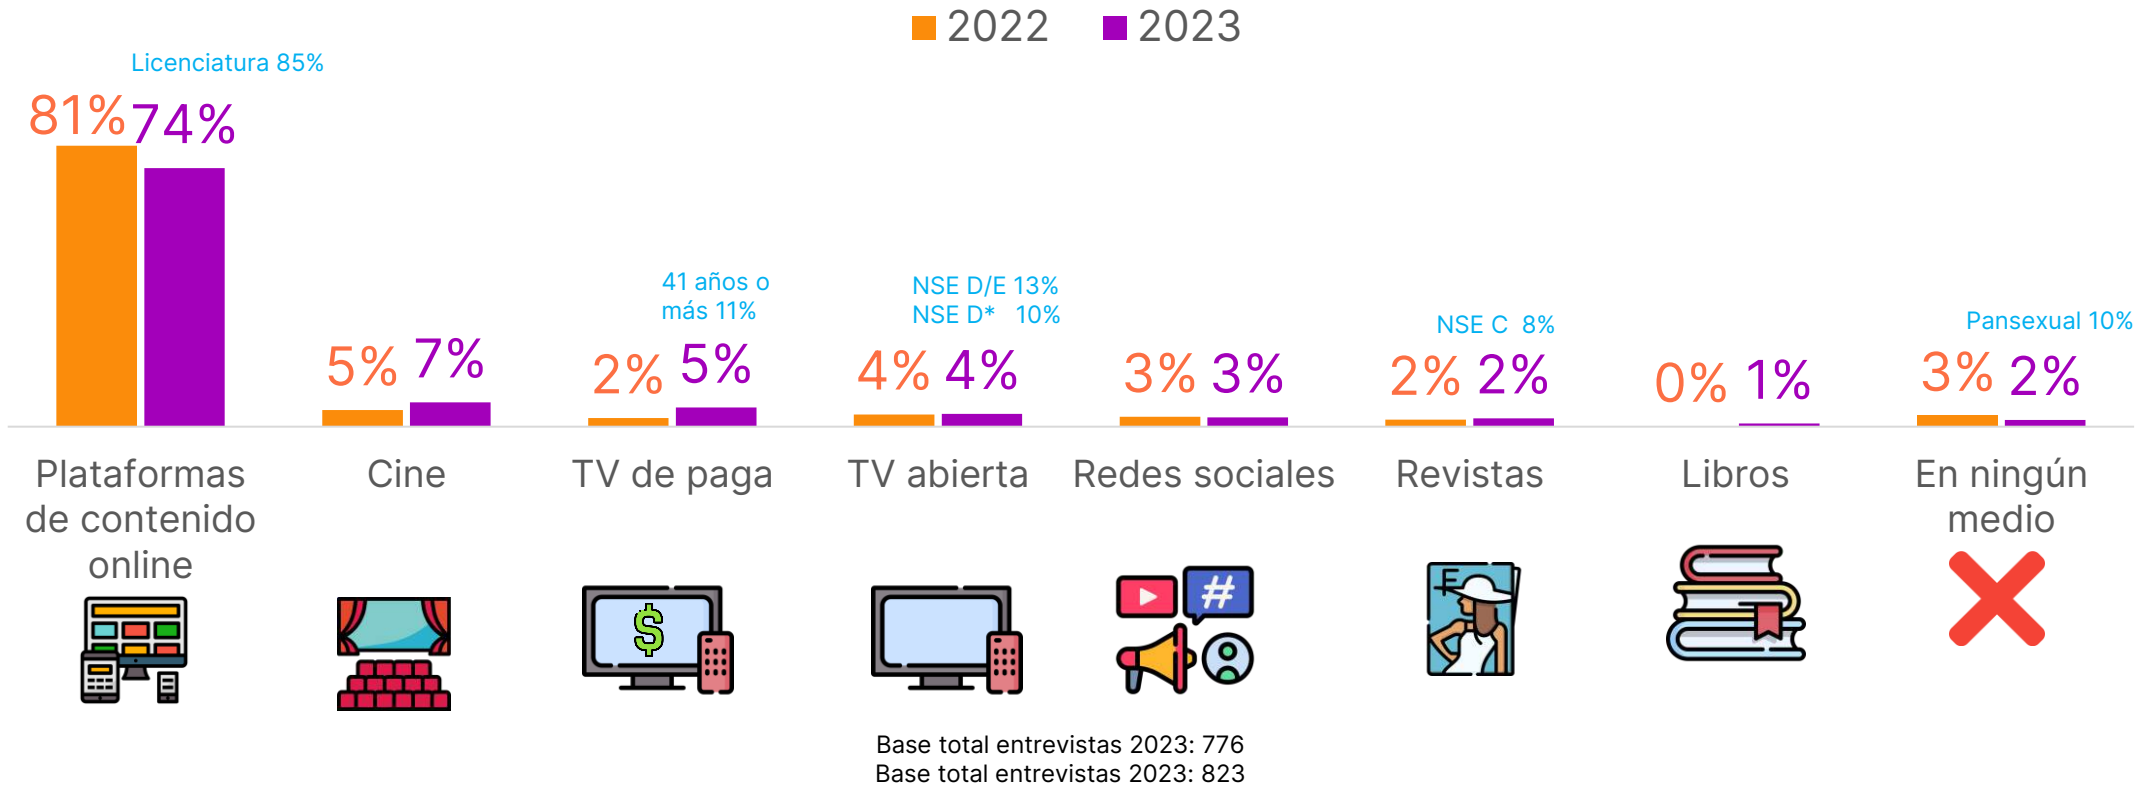 2022 2023
Licenciatura 85%
81% 74%
41 años o
más 11%
NSE D/E 13%
NSE D* 10%
NSE C 8%
Pansexual 10%
5% 7%
2% 5%
4% 4%
3% 3%
2% 2%
0% 1%
3% 2%
Plataformas
de contenido
online
Cine
TV de paga
TV abierta
Redes sociales
Revistas
Libros
En ningún
medio
$
#
F
Base total entrevistas 2023: 776
Base total entrevistas 2023: 823